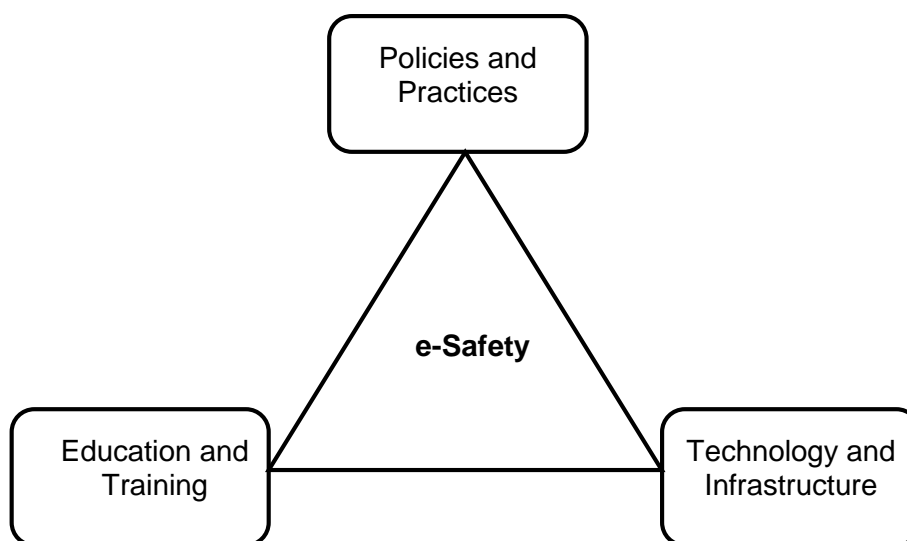 Policies and
Practices
e-Safety
Education and
Training
Technology and
Infrastructure